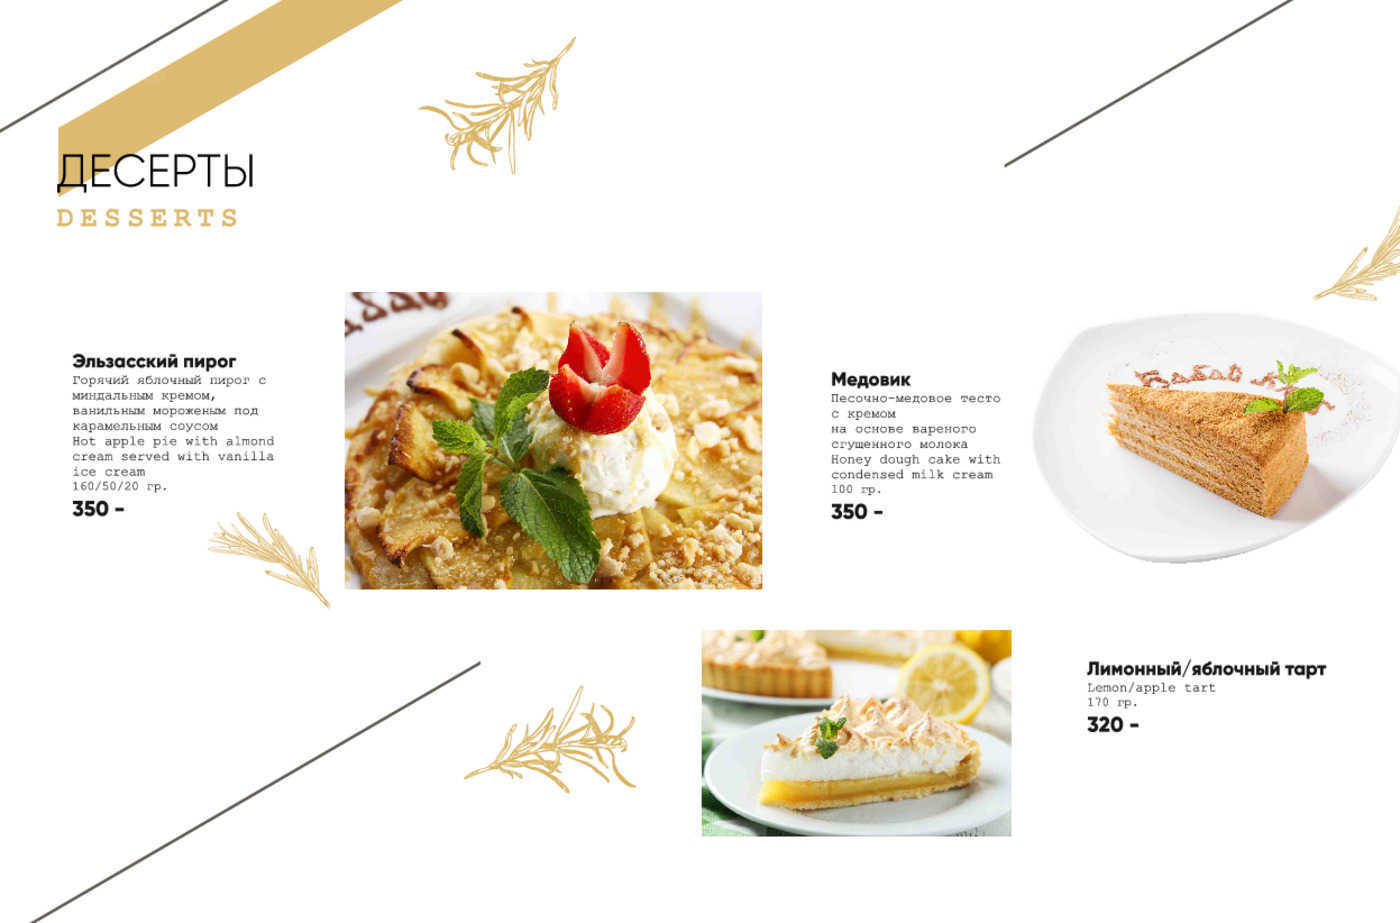 ДЕСЕРТЫ
DESSERTS
Эльзасский пирог
Горячий яблочный пирог с
миндальным кремом,
ванильным мороженым под
карамельным соусом
Hot apple pie with almond
cream served with vanilla
ice cream
160/50/20 гр.
350 –
Медовик
Песочно-медовое тесто
с кремом
на основе вареного
сгущенного молока
Honey dough cake with
condensed milk cream
100 гр.
350 –
Лимонный/яблочный тарт
Lemon/apple tart
170 гр.
320 –